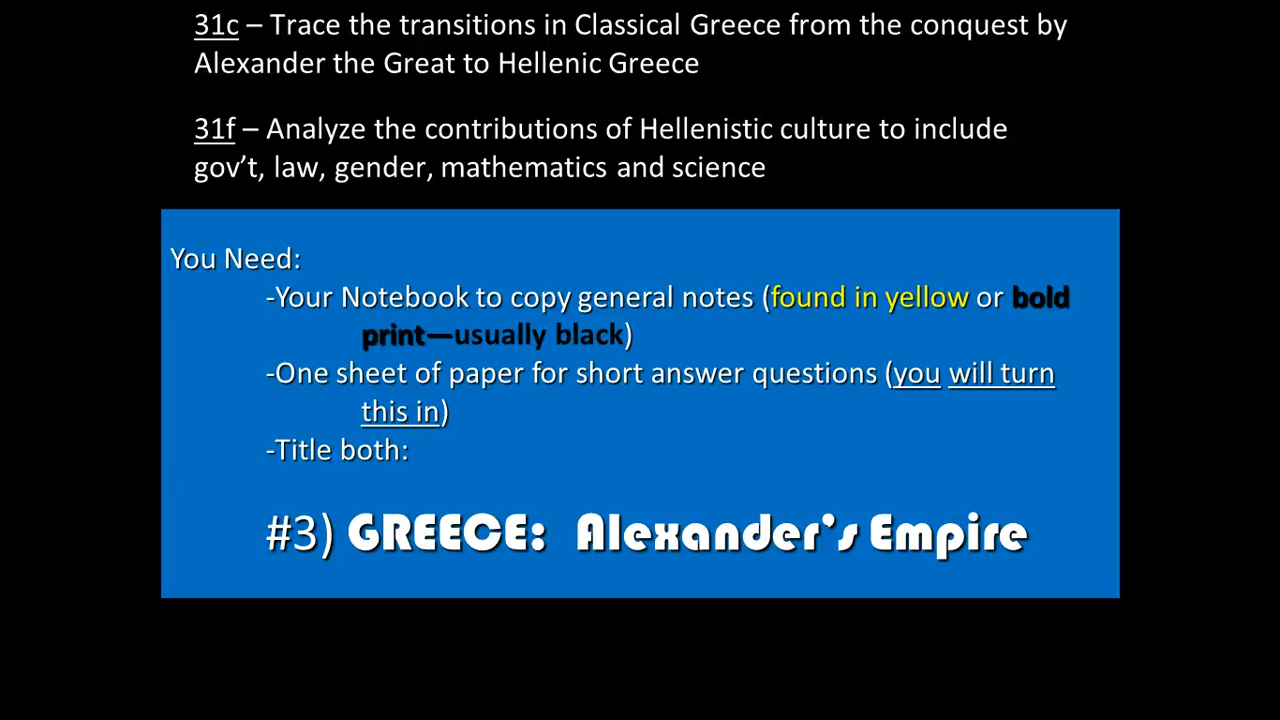 31c – Trace the transitions in Classical Greece from the conquest by
Alexander the Great to Hellenic Greece
31f – Analyze the contributions of Hellenistic culture to include
gov’t, law, gender, mathematics and science
You Need:
-Your Notebook to copy general notes (found in yellow or bold
print—usually black)
-One sheet of paper for short answer questions (you will turn
this in)
-Title both:
#3) GREECE: Alexander’s Empire